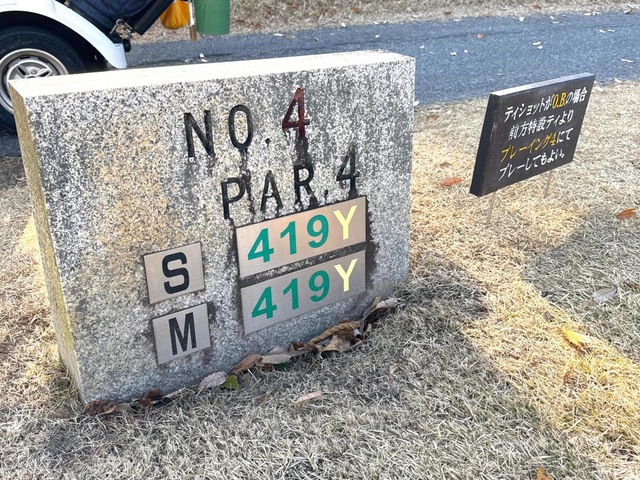 NO.4
PAR.4
S 419Y
M 419Y
ティショットがO.B.の場合
前方特設ティより
プレーイング4にて
プレーしてもよい。